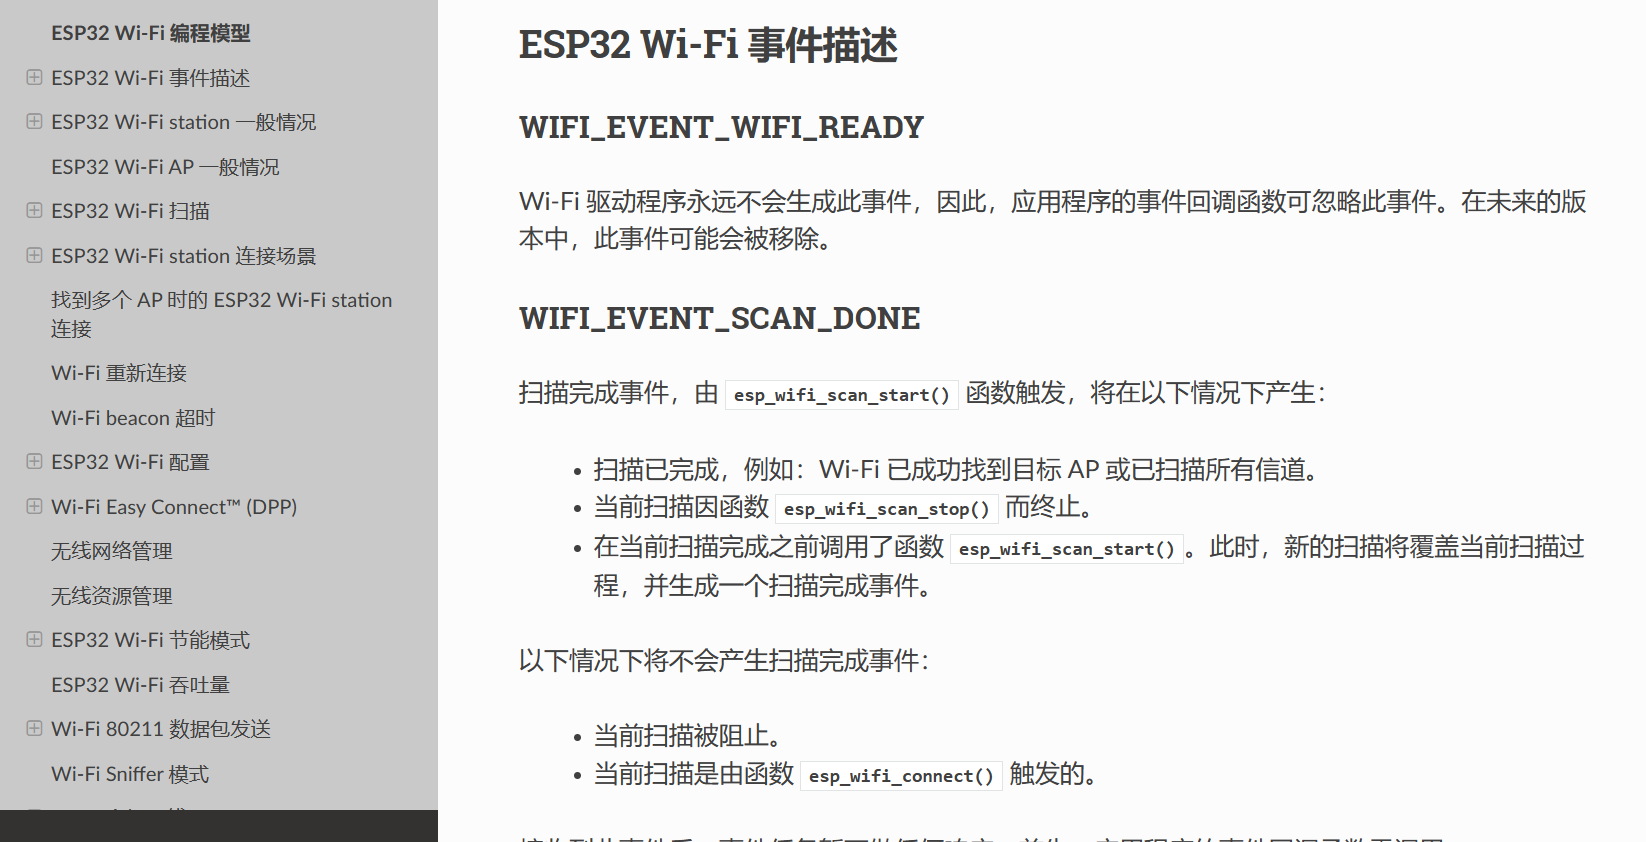 ESP32 Wi-Fi 编程模型
ESP32 Wi-Fi 事件描述
ESP32 Wi-Fi station 一般情况
ESP32 Wi-Fi AP 一般情况
ESP32 Wi-Fi 扫描
ESP32 Wi-Fi station 连接场景
找到多个 AP 时的 ESP32 Wi-Fi station
连接
Wi-Fi 重新连接
Wi-Fi beacon 超时
ESP32 Wi-Fi 配置
Wi-Fi Easy Connect™ (DPP)
无线网络管理
无线资源管理
ESP32 Wi-Fi 节能模式
ESP32 Wi-Fi 吞吐量
Wi-Fi 80211 数据包发送
Wi-Fi Sniffer 模式
ESP32 Wi-Fi 事件描述
WIFI_EVENT_WIFI_READY
Wi-Fi 驱动程序永远不会生成此事件，因此，应用程序的事件回调函数可忽略此事件。在未来的版
本中，此事件可能会被移除。
WIFI_EVENT_SCAN_DONE
扫描完成事件，由 esp_wifi_scan_start() 函数触发，将在以下情况下产生：
• 扫描已完成，例如：Wi-Fi 已成功找到目标 AP 或已扫描所有信道。
• 当前扫描因函数 esp_wifi_scan_stop() 而终止。
• 在当前扫描完成之前调用了函数 esp_wifi_scan_start() 。此时，新的扫描将覆盖当前扫描过
程，并生成一个扫描完成事件。
以下情况下将不会产生扫描完成事件：
• 当前扫描被阻止。
• 当前扫描是由函数 esp_wifi_connect() 触发的。